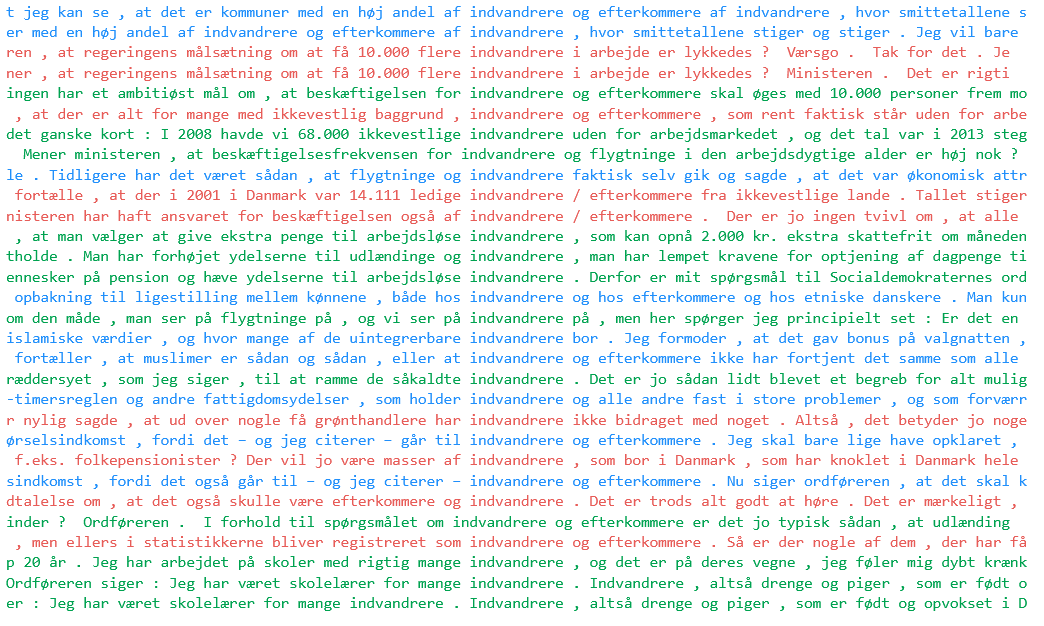 t jeg kan se , at det er kommuner med en høj andel af indvandrere og efterkommere af indvandrere , hvor smittetallene s
er med en høj andel af indvandrere og efterkommere af indvandrere , hvor smittetallene stiger og stiger . Jeg vil bare
ren , at regeringens målsætning om at få 10.000 flere indvandrere i arbejde er lykkedes ?  Værsgo .  Tak for det . Je
ner , at regeringens målsætning om at få 10.000 flere indvandrere i arbejde er lykkedes ?  Ministeren .  Det er rigti
ingen har et ambitiøst mål om , at beskæftigelsen for indvandrere og efterkommere skal øges med 10.000 personer frem mo
 , at der er alt for mange med ikkevestlig baggrund , indvandrere og efterkommere , som rent faktisk står uden for arbe
det ganske kort : I 2008 havde vi 68.000 ikkevestlige indvandrere uden for arbejdsmarkedet , og det tal var i 2013 steg
  Mener ministeren , at beskæftigelsesfrekvensen for indvandrere og flygtninge i den arbejdsdygtige alder er høj nok ?
le . Tidligere har det været sådan , at flygtninge og indvandrere faktisk selv gik og sagde , at det var økonomisk attr
 fortælle , at der i 2001 i Danmark var 14.111 ledige indvandrere / efterkommere fra ikkevestlige lande . Tallet stiger
nisteren har haft ansvaret for beskæftigelsen også af indvandrere / efterkommere .  Der er jo ingen tvivl om , at alle
 , at man vælger at give ekstra penge til arbejdsløse indvandrere , som kan opnå 2.000 kr. ekstra skattefrit om måneden
tholde . Man har forhøjet ydelserne til udlændinge og indvandrere , man har lempet kravene for optjening af dagpenge ti
ennesker på pension og hæve ydelserne til arbejdsløse indvandrere . Derfor er mit spørgsmål til Socialdemokraternes ord
 opbakning til ligestilling mellem kønnene , både hos indvandrere og hos efterkommere og hos etniske danskere . Man kun
om den måde , man ser på flygtninge på , og vi ser på indvandrere på , men her spørger jeg principielt set : Er det en
islamiske værdier , og hvor mange af de uintegrerbare indvandrere bor . Jeg formoder , at det gav bonus på valgnatten ,
 fortæller , at muslimer er sådan og sådan , eller at indvandrere og efterkommere ikke har fortjent det samme som alle
ræddersyet , som jeg siger , til at ramme de såkaldte indvandrere . Det er jo sådan lidt blevet et begreb for alt mulig
-timersreglen og andre fattigdomsydelser , som holder indvandrere og alle andre fast i store problemer , og som forværr
r nylig sagde , at ud over nogle få grønthandlere har indvandrere ikke bidraget med noget . Altså , det betyder jo noge
ørselsindkomst , fordi det – og jeg citerer – går til indvandrere og efterkommere . Jeg skal bare lige have opklaret ,
 f.eks. folkepensionister ? Der vil jo være masser af indvandrere , som bor i Danmark , som har knoklet i Danmark hele
sindkomst , fordi det også går til – og jeg citerer – indvandrere og efterkommere . Nu siger ordføreren , at det skal k
dtalelse om , at det også skulle være efterkommere og indvandrere . Det er trods alt godt at høre . Det er mærkeligt ,
inder ?  Ordføreren .  I forhold til spørgsmålet om indvandrere og efterkommere er det jo typisk sådan , at udlænding
 , men ellers i statistikkerne bliver registreret som indvandrere og efterkommere . Så er der nogle af dem , der har få
p 20 år . Jeg har arbejdet på skoler med rigtig mange indvandrere , og det er på deres vegne , jeg føler mig dybt krænk
Ordføreren siger : Jeg har været skolelærer for mange indvandrere . Indvandrere , altså drenge og piger , som er født o
er : Jeg har været skolelærer for mange indvandrere . Indvandrere , altså drenge og piger , som er født og opvokset i D